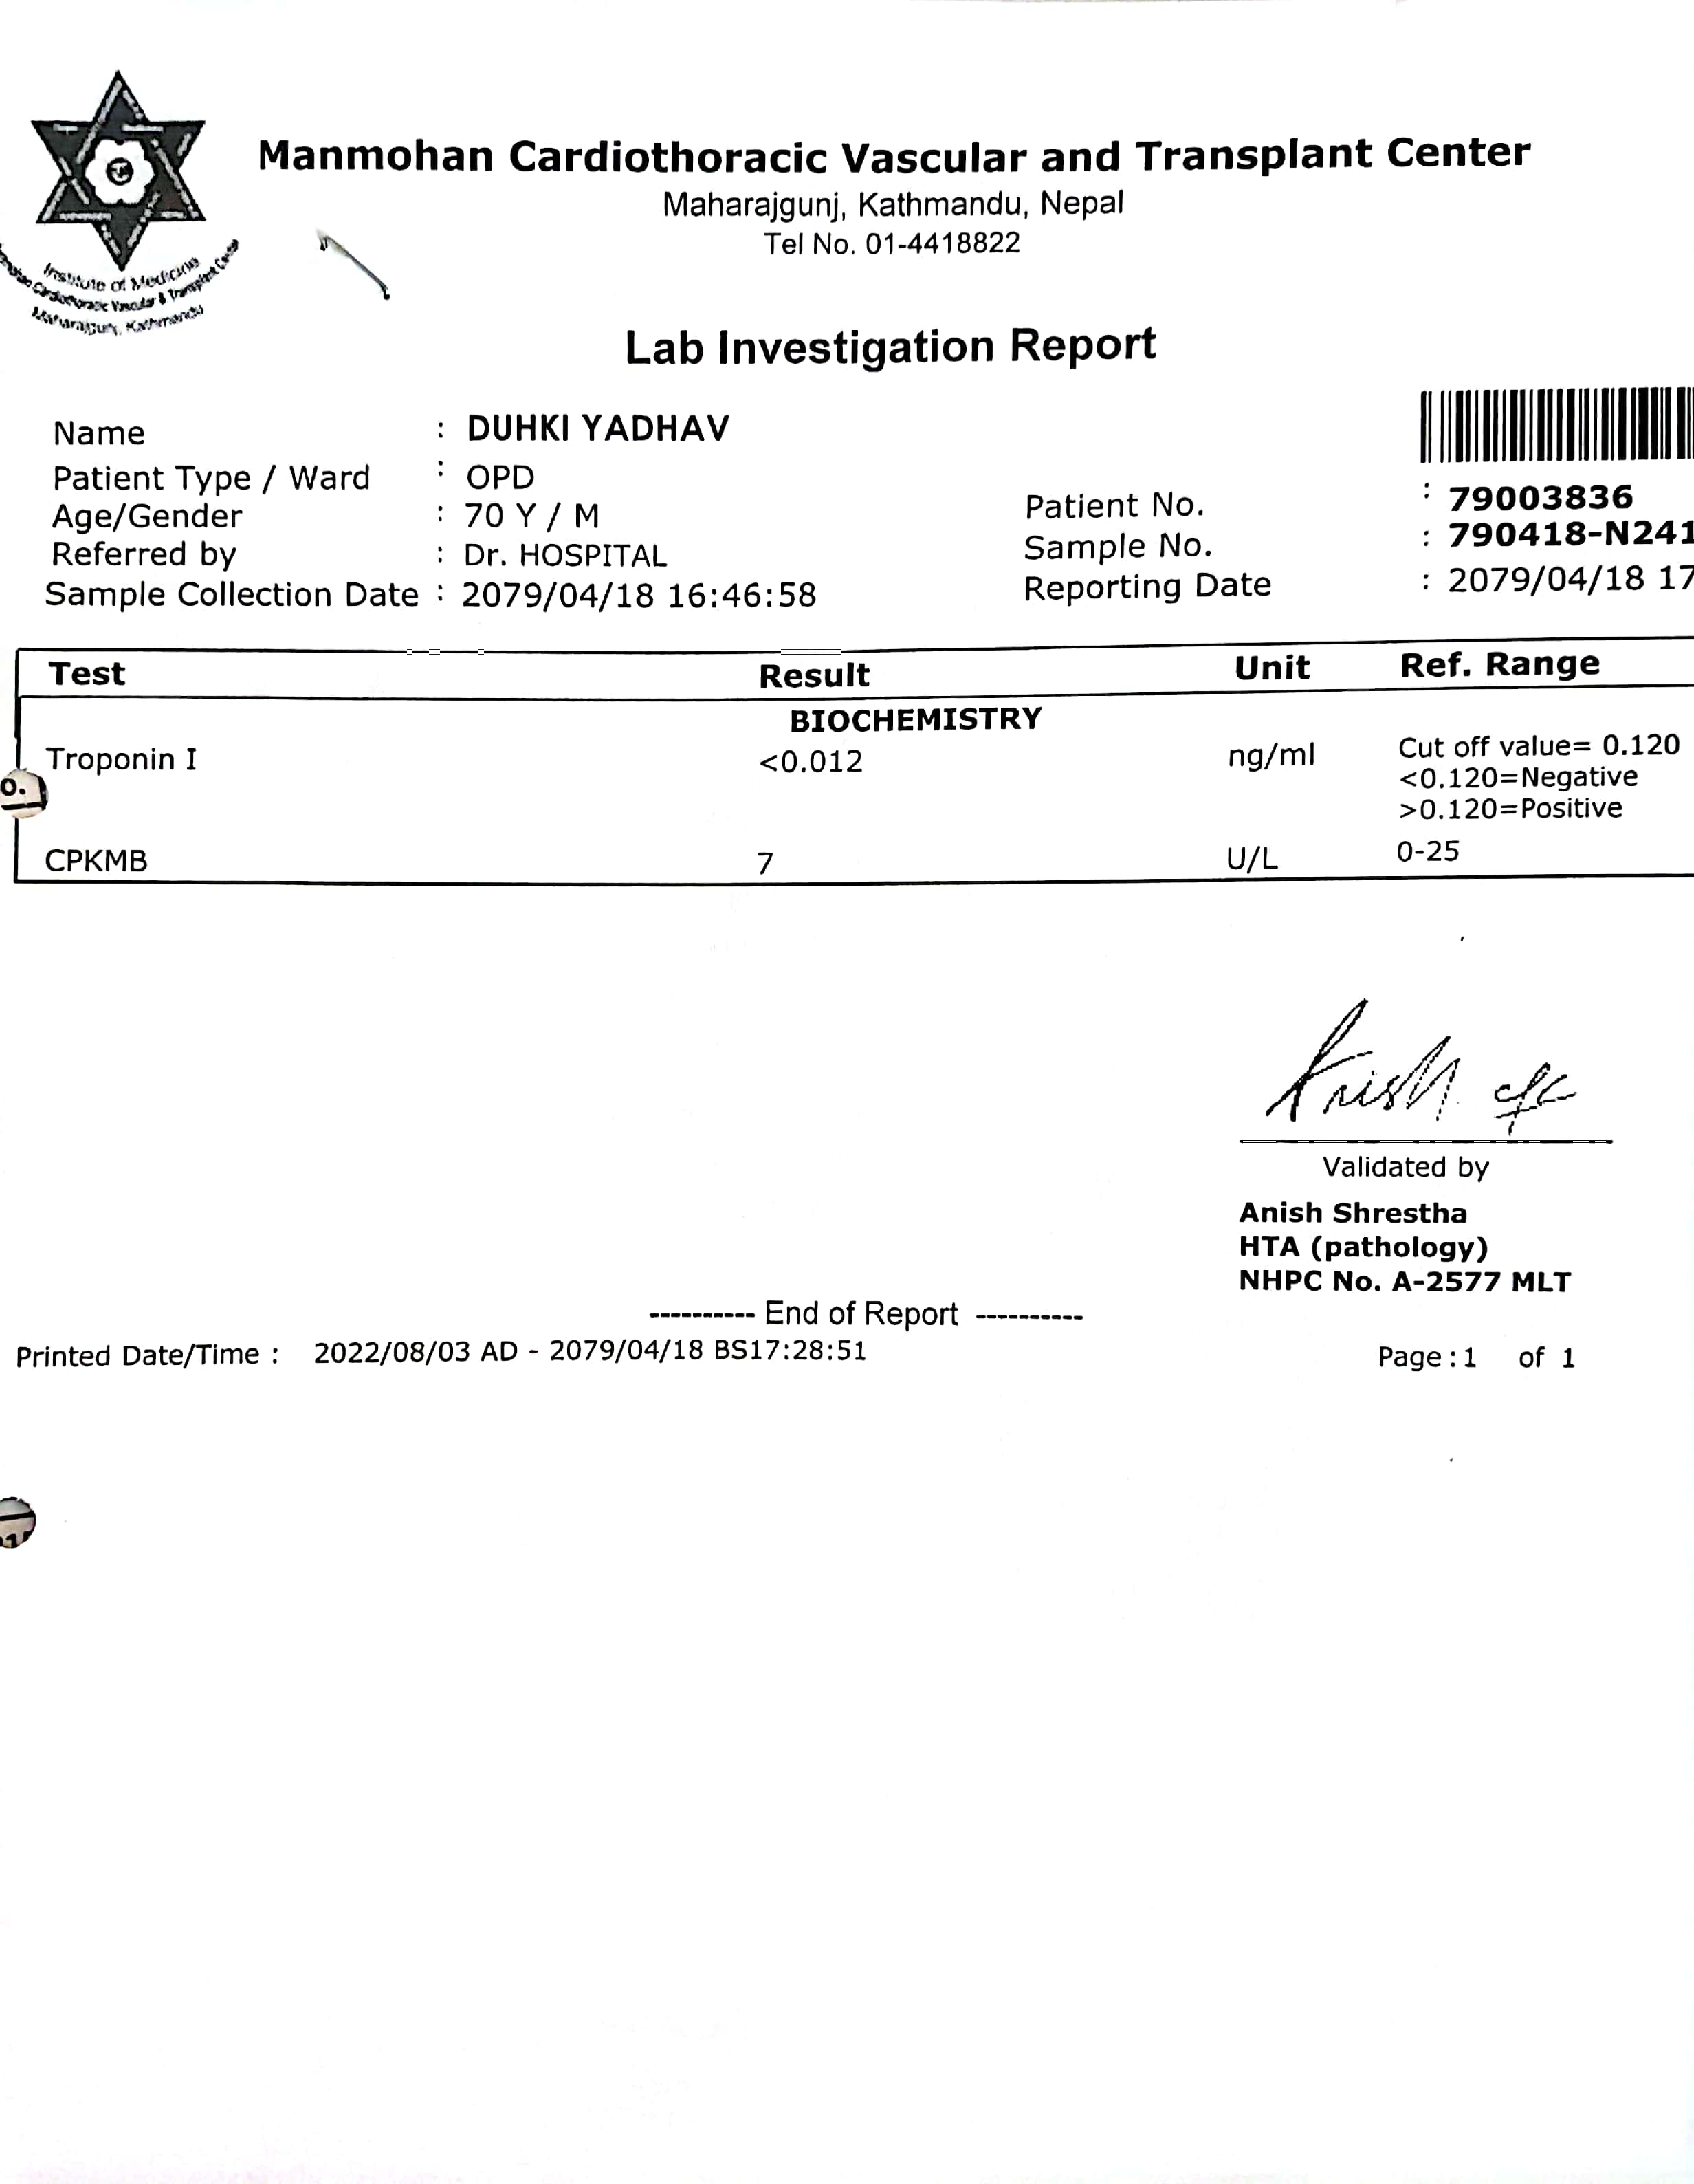 Manmohan Cardiothoracic Vascular and Transplant Center
Maharajgunj, Kathmandu, Nepal
Tel No. 01-4418822
Institute of Medicine
Cardiothoracic Vascular & Transplant Center
Maharajgunj, Kathmandu
Lab Investigation Report
Name : DUHKI YADHAV
Patient Type / Ward : OPD
Age/Gender : 70 Y / M
Patient No. : 79003836
Referred by : Dr. HOSPITAL
Sample No. : 790418-N241
Sample Collection Date : 2079/04/18 16:46:58
Reporting Date : 2079/04/18 17
Test Result Unit Ref. Range
BIOCHEMISTRY
Troponin I <0.012 ng/ml Cut off value= 0.120
<0.120=Negative
o.
>0.120=Positive
CPKMB 7 U/L 0-25
Validated by
Anish Shrestha
HTA (pathology)
NHPC No. A-2577 MLT
---------- End of Report ----------
Printed Date/Time : 2022/08/03 AD - 2079/04/18 BS17:28:51
Page : 1 of 1